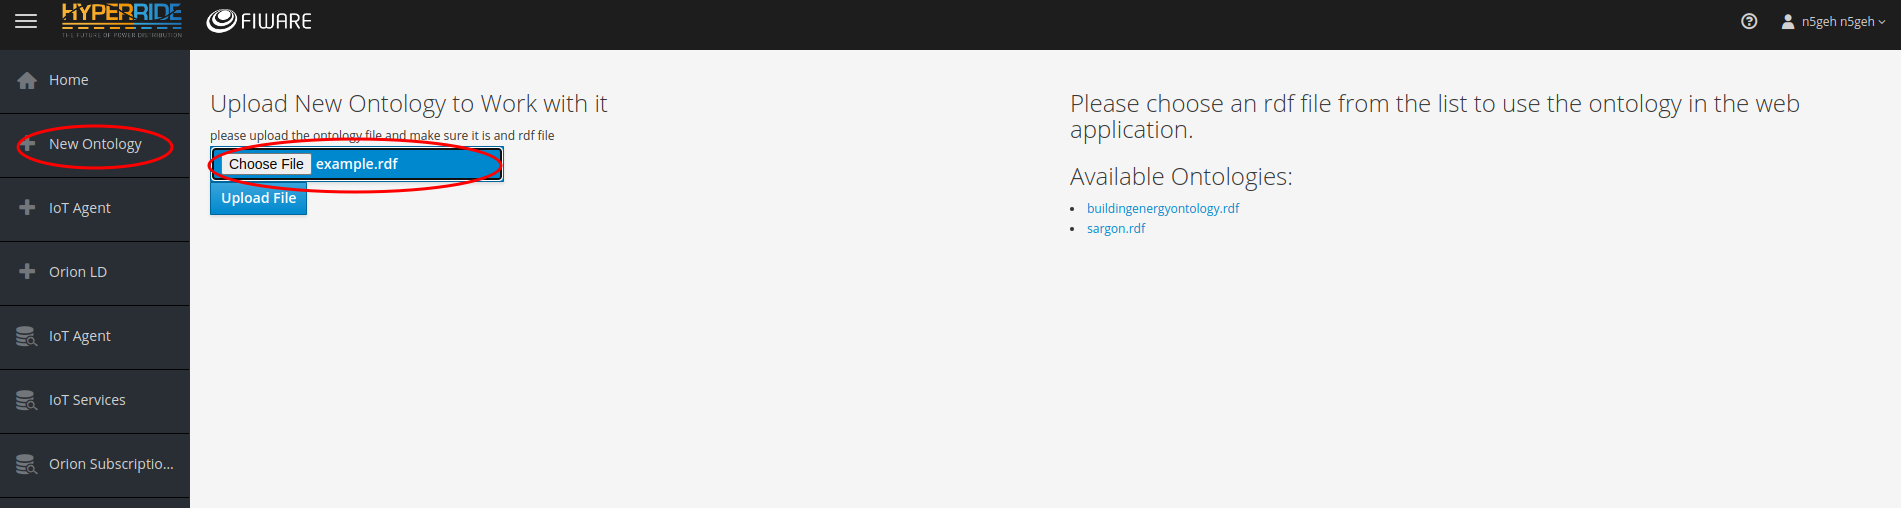 HYPERRIDE
THE FUTURE OF POWER DISTRIBUTION
FIWARE
n5geh n5geh
Home
New Ontology
IoT Agent
Orion LD
IoT Agent
IoT Services
Orion Subscriptio...
Upload New Ontology to Work with it
please upload the ontology file and make sure it is and rdf file
Choose File example.rdf
Upload File
Please choose an rdf file from the list to use the ontology in the web
application.
Available Ontologies:
buildingenergyontology.rdf
sargon.rdf